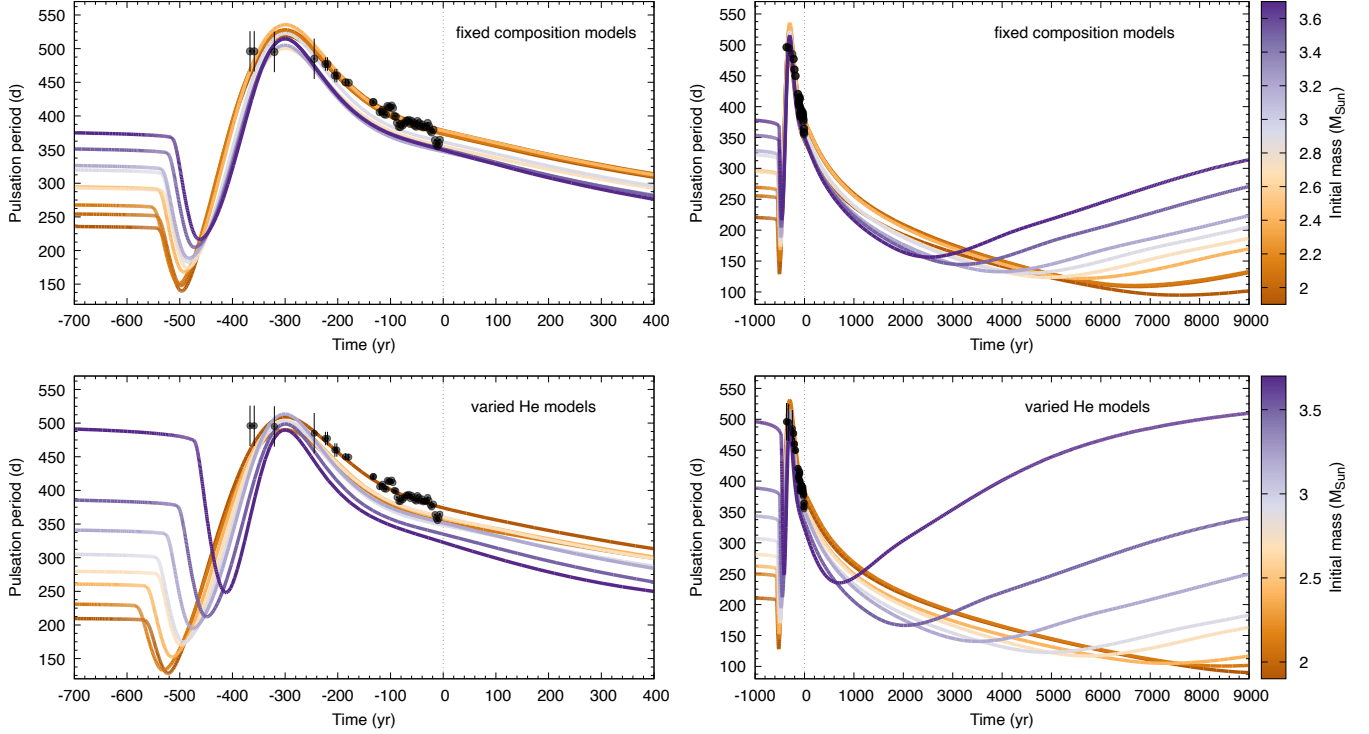 fixed composition models
Pulsation period (d)
550
500
450
400
350
300
250
200
150
-700 -600 -500 -400 -300 -200 -100 0 100 200 300 400
Time (yr)
fixed composition models
Pulsation period (d)
550
500
450
400
350
300
250
200
150
100
-1000 0 1000 2000 3000 4000 5000 6000 7000 8000 9000
Time (yr)
3.6
3.4
3.2
3
2.8
2.6
2.4
2.2
2
Initial mass (M_Sun)
varied He models
Pulsation period (d)
550
500
450
400
350
300
250
200
150
-700 -600 -500 -400 -300 -200 -100 0 100 200 300 400
Time (yr)
varied He models
Pulsation period (d)
550
500
450
400
350
300
250
200
150
100
-1000 0 1000 2000 3000 4000 5000 6000 7000 8000 9000
Time (yr)
3.5
3
2.5
2
Initial mass (M_Sun)